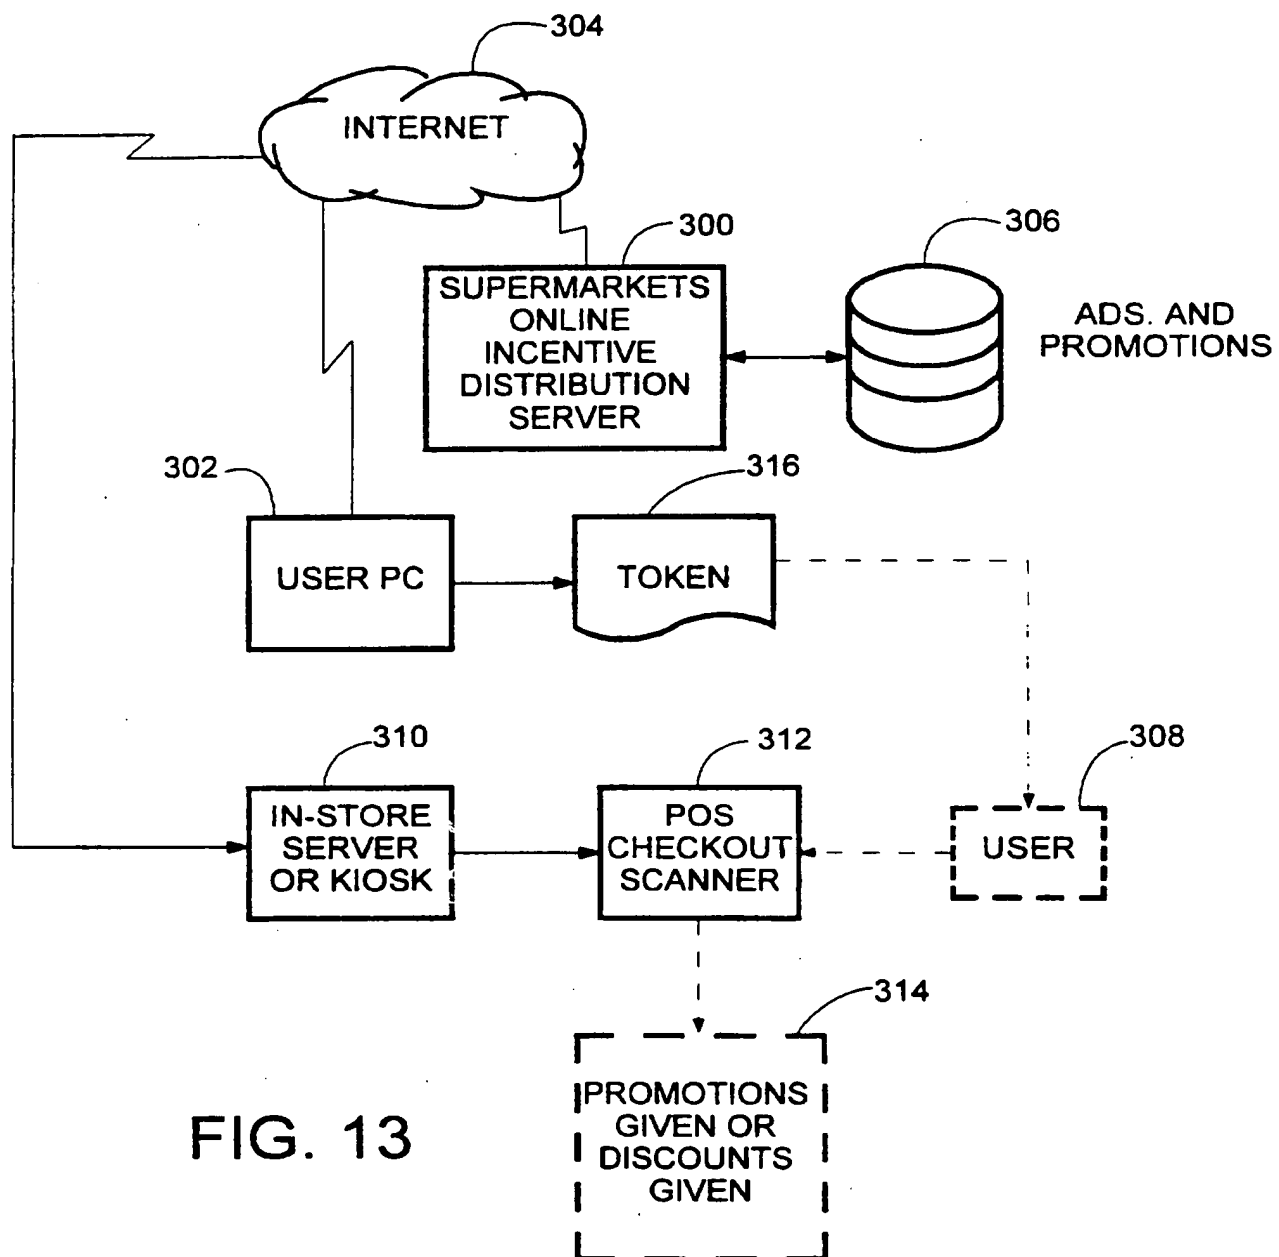 304
INTERNET
300
306
SUPERMARKETS
ONLINE
INCENTIVE
DISTRIBUTION
SERVER
ADS. AND
PROMOTIONS
302
316
USER PC
TOKEN
310
312
308
IN-STORE
SERVER
OR KIOSK
POS
CHECKOUT
SCANNER
USER
314
PROMOTIONS
GIVEN OR
DISCOUNTS
GIVEN
FIG. 13